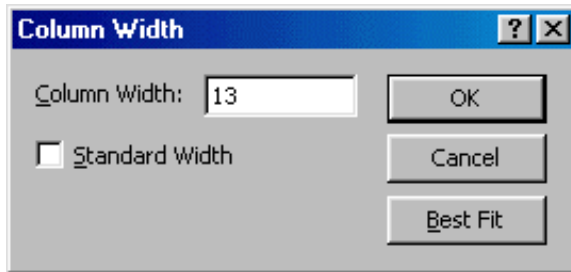 Column Width
Column Width: 13
OK
Standard Width
Cancel
Best Fit